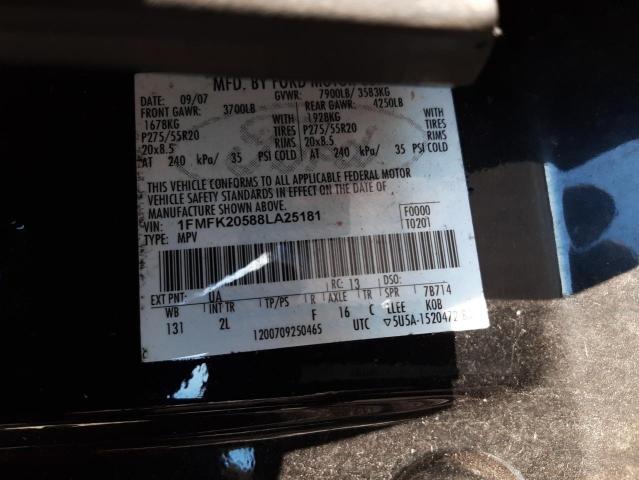 MFD. BY FORD MOTOR
DATE: 09/07 GVWR: 7900LB/ 3583KG
FRONT GAWR: 3700LB REAR GAWR: 4250LB
1678KG WITH 1928KG WITH
P275/55R20 TIRES P275/55R20 TIRES
20x8.5 RIMS 20x8.5 RIMS
AT 240 kPa/ 35 PSI COLD AT 240 kPa/ 35 PSI COLD
THIS VEHICLE CONFORMS TO ALL APPLICABLE FEDERAL MOTOR
VEHICLE SAFETY STANDARDS IN EFFECT ON THE DATE OF
MANUFACTURE SHOWN ABOVE.
VIN: 1FMFK20588LA25181 F0000
TYPE: MPV T0201
EXT PNT: UA RC: 13 DSO:
WB INT TR TP/PS R AXLE TR SPR 7B714
131 2L F 16 C LLEE KOB
1200709250465 UTC ▽5U5A-1520472-B